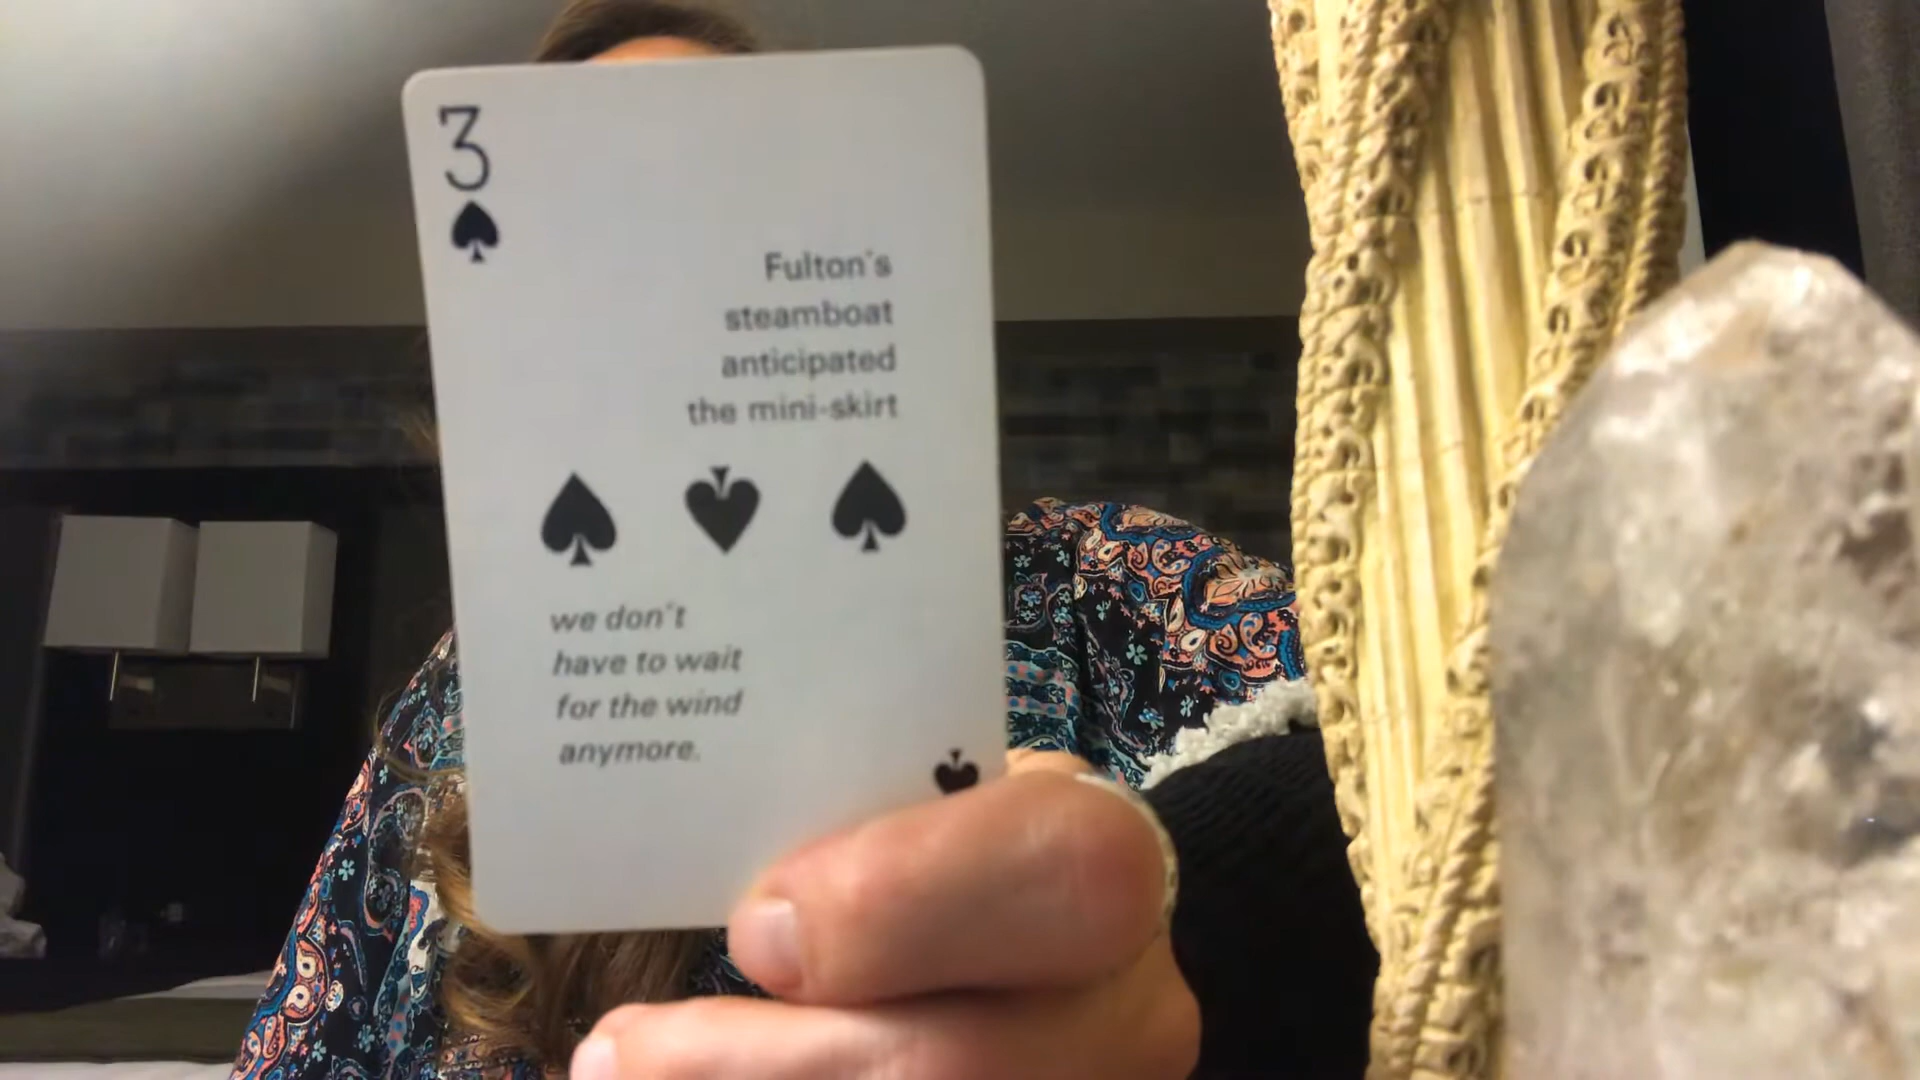 3
Fulton's
steamboat
anticipated
the mini-skirt
we don't
have to wait
for the wind
anymore.